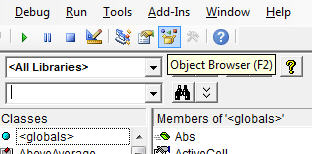 Debug Run Tools Add-Ins Window H
<All Libraries> Object Browser (F2) ?
Classes Members of '<globals>'
<globals> Abs
AboveAverage ActiveCell